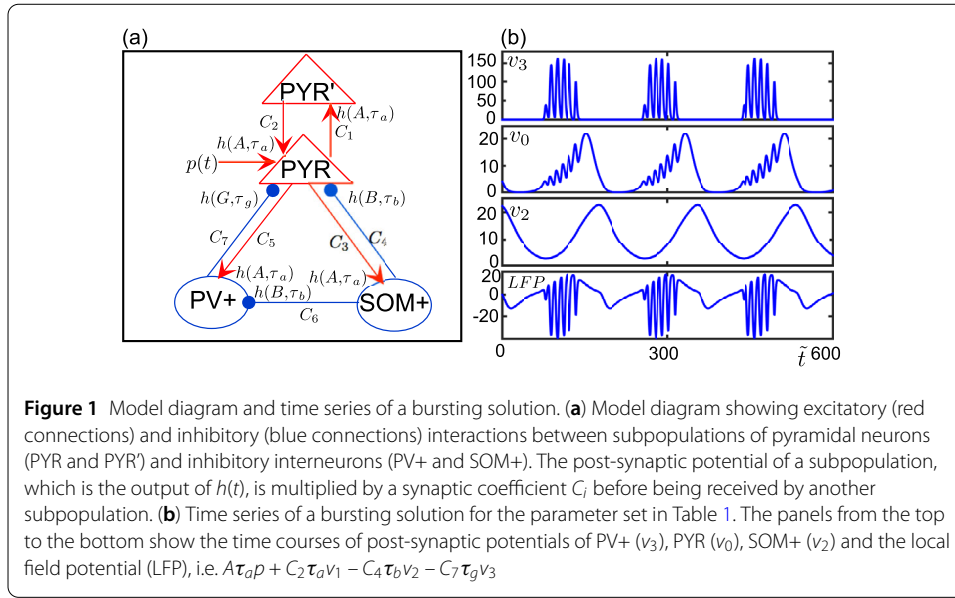 (a)
(b)
PYR'
C₂
h(A,τₐ)
C₁
h(A,τₐ)
p(t)
PYR
h(G,τ_g)
h(B,τ_b)
C₇
C₅
C₃
C₄
h(A,τₐ)
h(A,τₐ)
h(B,τ_b)
PV+
SOM+
C₆
150
100
50
0
v₃
20
10
0
v₀
20
10
0
v₂
20
0
-20
LFP
0
300
t̃
600
Figure 1 Model diagram and time series of a bursting solution. (a) Model diagram showing excitatory (red
connections) and inhibitory (blue connections) interactions between subpopulations of pyramidal neurons
(PYR and PYR') and inhibitory interneurons (PV+ and SOM+). The post-synaptic potential of a subpopulation,
which is the output of h(t), is multiplied by a synaptic coefficient Cᵢ before being received by another
subpopulation. (b) Time series of a bursting solution for the parameter set in Table 1. The panels from the top
to the bottom show the time courses of post-synaptic potentials of PV+ (v₃), PYR (v₀), SOM+ (v₂) and the local
field potential (LFP), i.e. Aτₐp + C₂τₐv₁ – C₄τ_bv₂ – C₇τ_gv₃